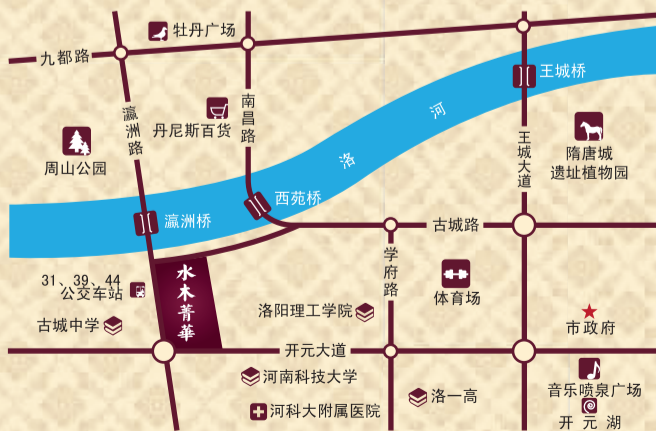 牡丹广场
九都路
王城桥
南昌路
瀛洲路
丹尼斯百货
河
洛
周山公园
王城大道
隋唐城
遗址植物园
西苑桥
瀛洲桥
古城路
学府路
水木菁華
31、39、44
公交车站
体育场
洛阳理工学院
古城中学
市政府
开元大道
河南科技大学
音乐喷泉广场
洛一高
河科大附属医院
开元湖